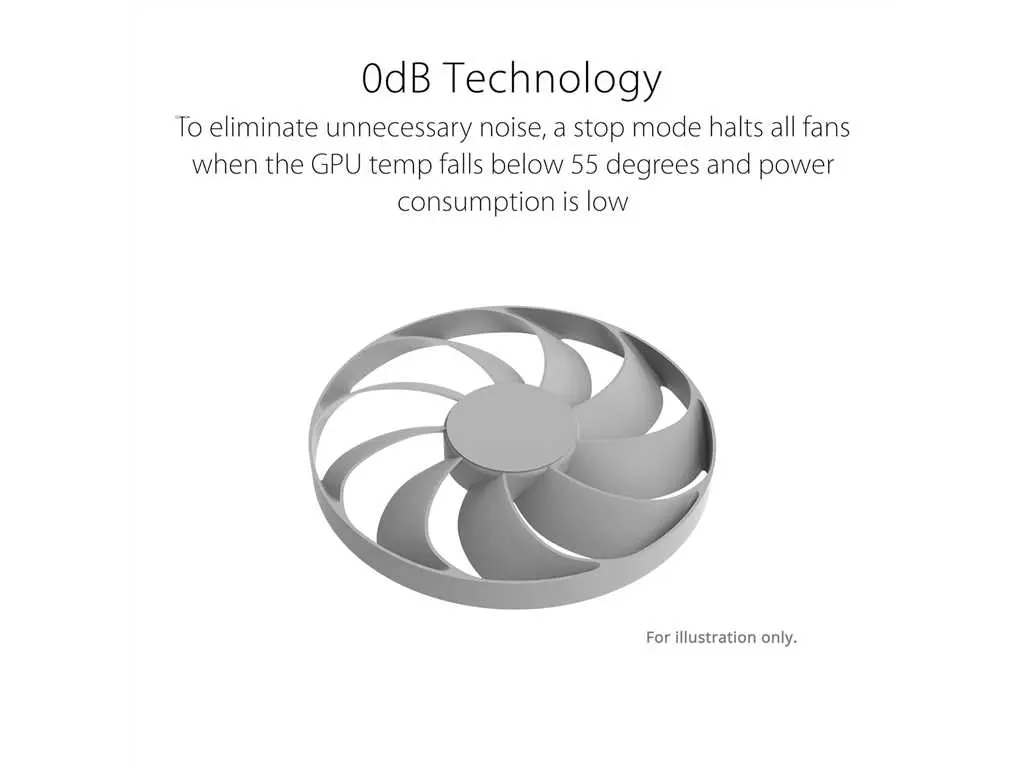 0dB Technology
To eliminate unnecessary noise, a stop mode halts all fans
when the GPU temp falls below 55 degrees and power
consumption is low
For illustration only.